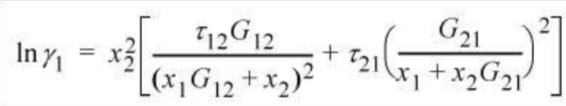 ln γ₁ = x₂² [ τ₁₂G₁₂ / (x₁G₁₂ + x₂)² + τ₂₁ ( G₂₁ / (x₁ + x₂G₂₁) )² ]